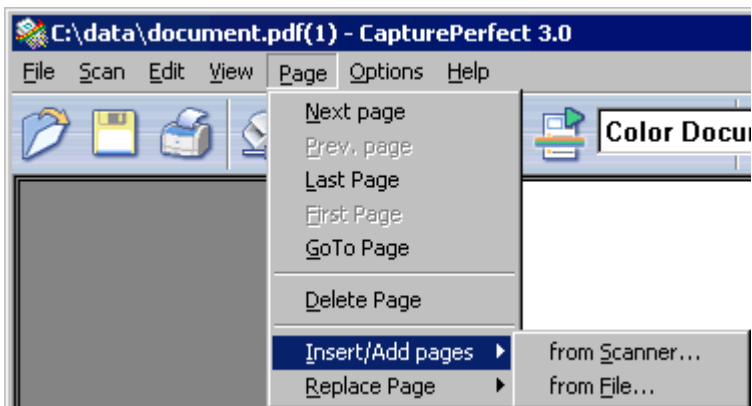 C:\data\document.pdf(1) - CapturePerfect 3.0
File Scan Edit View Page Options Help
Color Docu
Next page
Prev. page
Last Page
First Page
GoTo Page
Delete Page
Insert/Add pages
Replace Page
from Scanner...
from File...